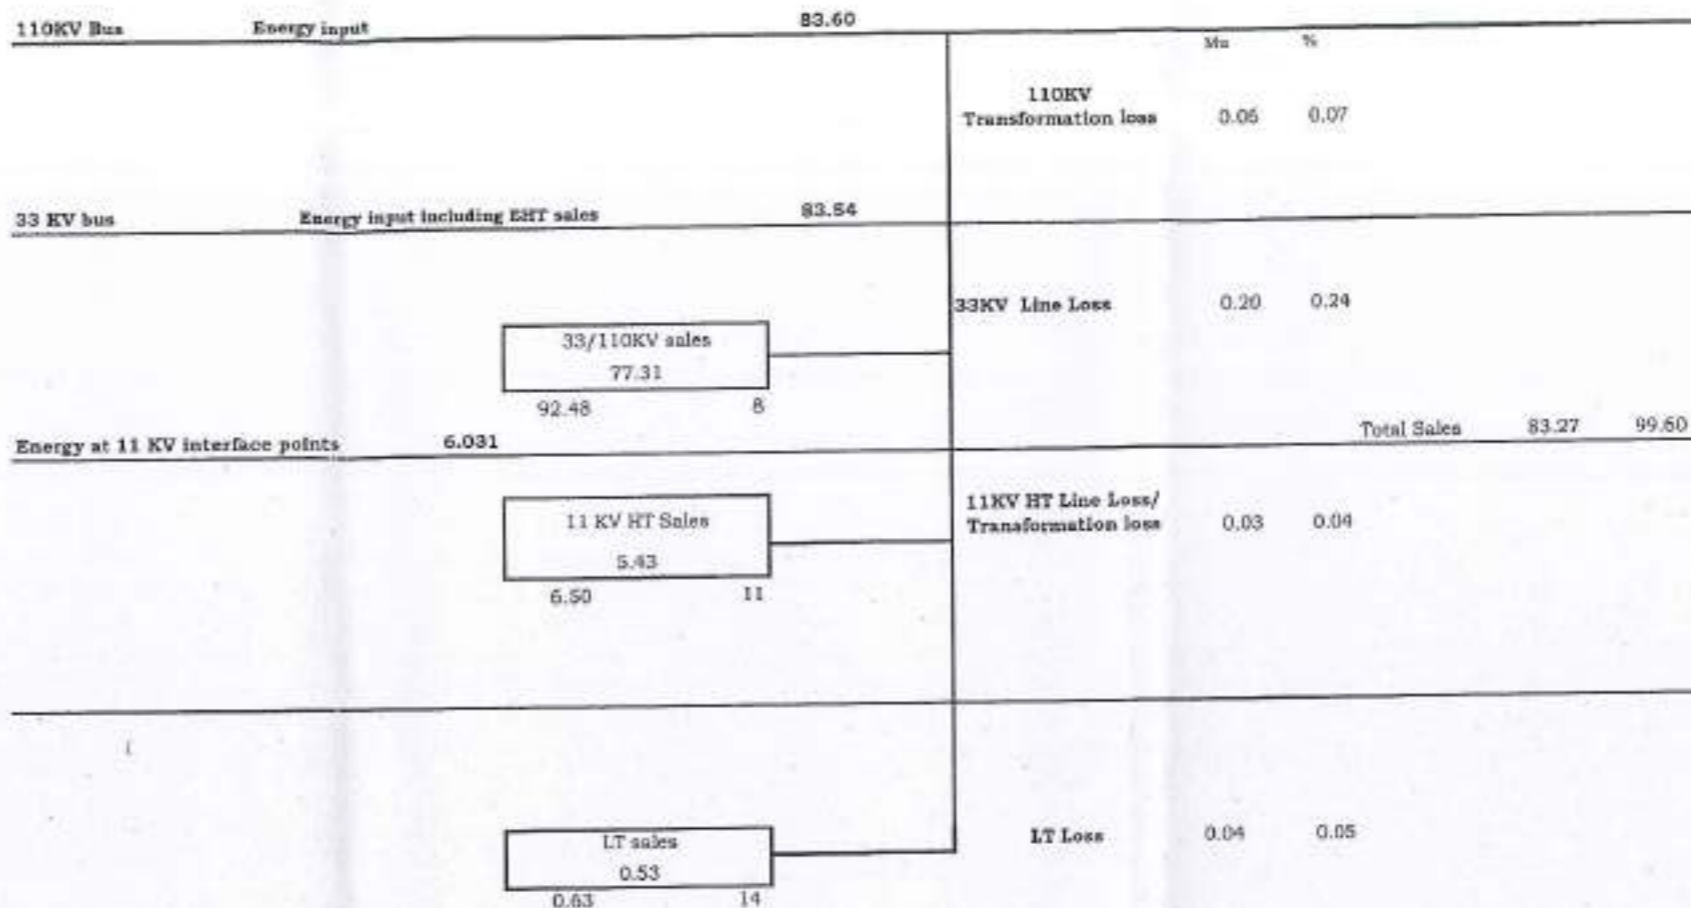 110KV Bus Energy input 83.60
Mu %
110KV
Transformation loss 0.06 0.07
33 KV bus Energy input including EHT sales 83.54
33KV Line Loss 0.20 0.24
33/110KV sales
77.31
92.48 8
Energy at 11 KV interface points 6.031 Total Sales 83.27 99.60
11KV HT Line Loss/
Transformation loss 0.03 0.04
11 KV HT Sales
5.43
6.50 11
LT Loss 0.04 0.05
LT sales
0.53
0.63 14